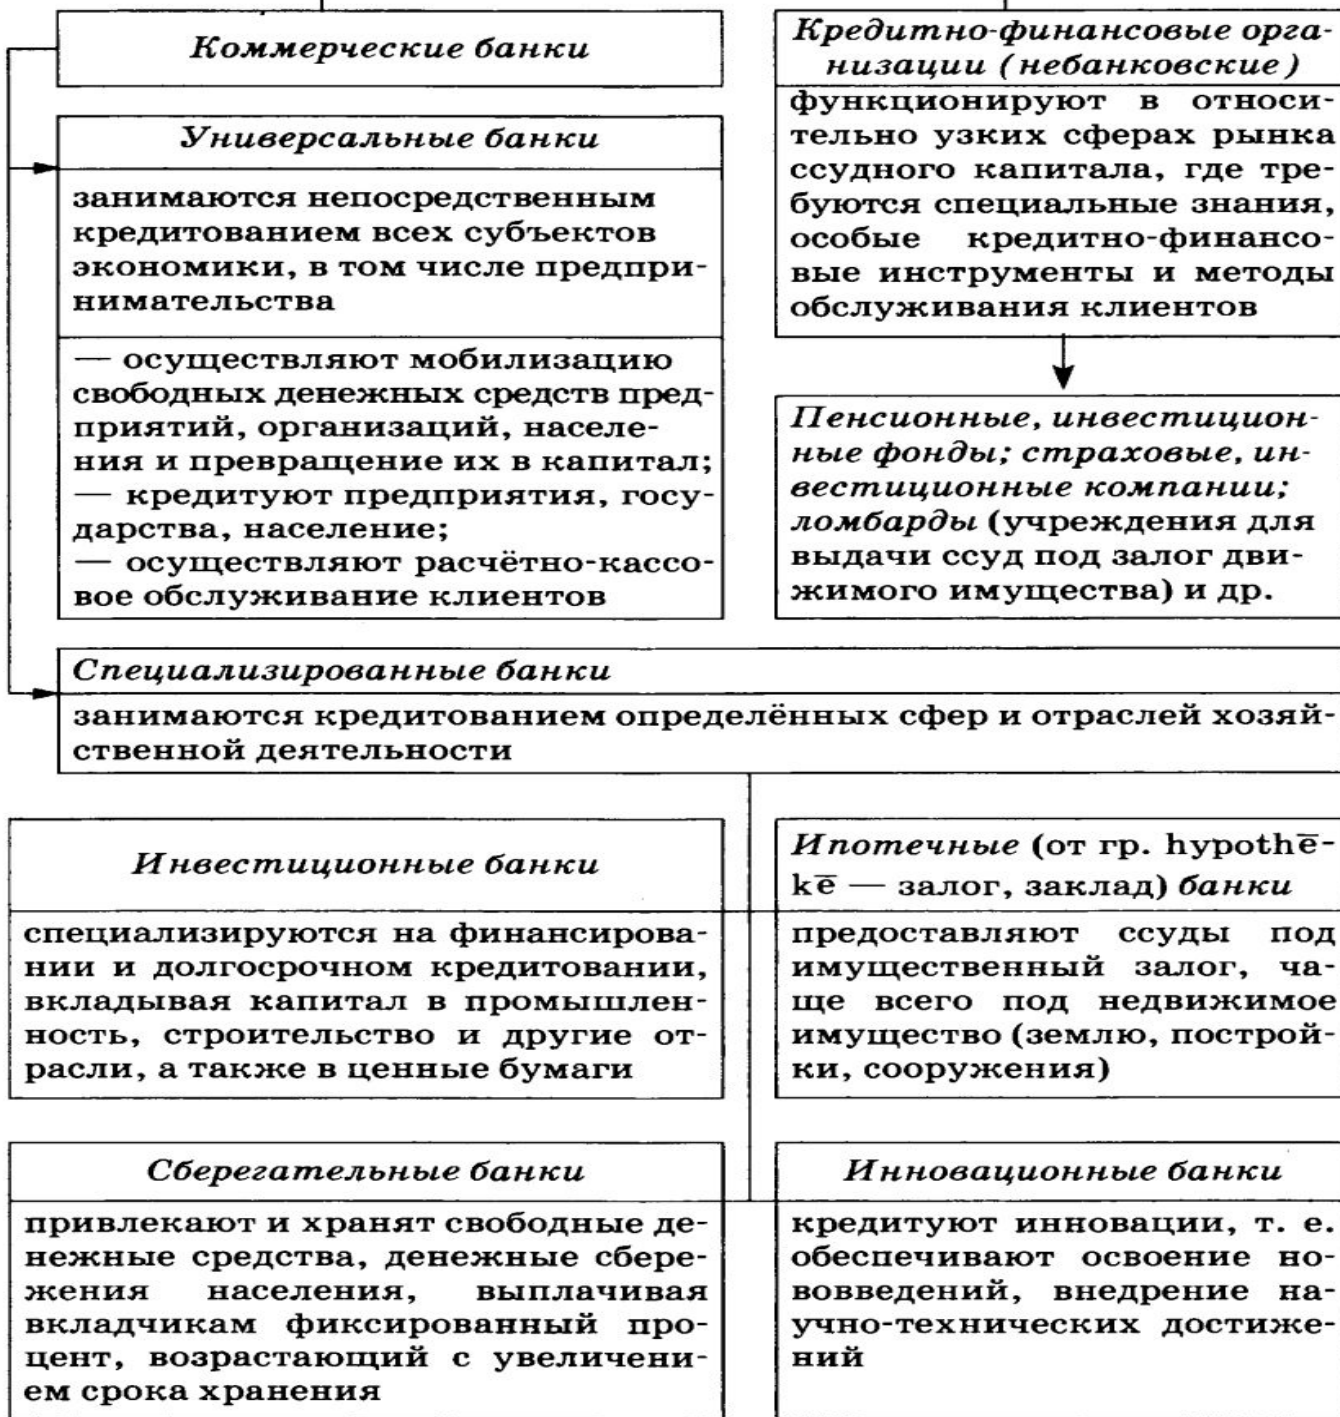 Коммерческие банки
Универсальные банки
занимаются непосредственным
кредитованием всех субъектов
экономики, в том числе предпри-
нимательства
— осуществляют мобилизацию
свободных денежных средств пред-
приятий, организаций, населе-
ния и превращение их в капитал;
— кредитуют предприятия, госу-
дарства, население;
— осуществляют расчётно-кассо-
вое обслуживание клиентов
Кредитно-финансовые орга-
низации (небанковские)
функционируют в относи-
тельно узких сферах рынка
ссудного капитала, где тре-
буются специальные знания,
особые кредитно-финансо-
вые инструменты и методы
обслуживания клиентов
Пенсионные, инвестицион-
ные фонды; страховые, ин-
вестиционные компании;
ломбарды (учреждения для
выдачи ссуд под залог дви-
жимого имущества) и др.
Специализированные банки
занимаются кредитованием определённых сфер и отраслей хозяй-
ственной деятельности
Инвестиционные банки
специализируются на финансирова-
нии и долгосрочном кредитовании,
вкладывая капитал в промышлен-
ность, строительство и другие от-
расли, а также в ценные бумаги
Ипотечные (от гр. hypothē-
kē — залог, заклад) банки
предоставляют ссуды под
имущественный залог, ча-
ще всего под недвижимое
имущество (землю, построй-
ки, сооружения)
Сберегательные банки
привлекают и хранят свободные де-
нежные средства, денежные сбере-
жения населения, выплачивая
вкладчикам фиксированный про-
цент, возрастающий с увеличени-
ем срока хранения
Инновационные банки
кредитуют инновации, т. е.
обеспечивают освоение но-
вовведений, внедрение на-
учно-технических достиже-
ний